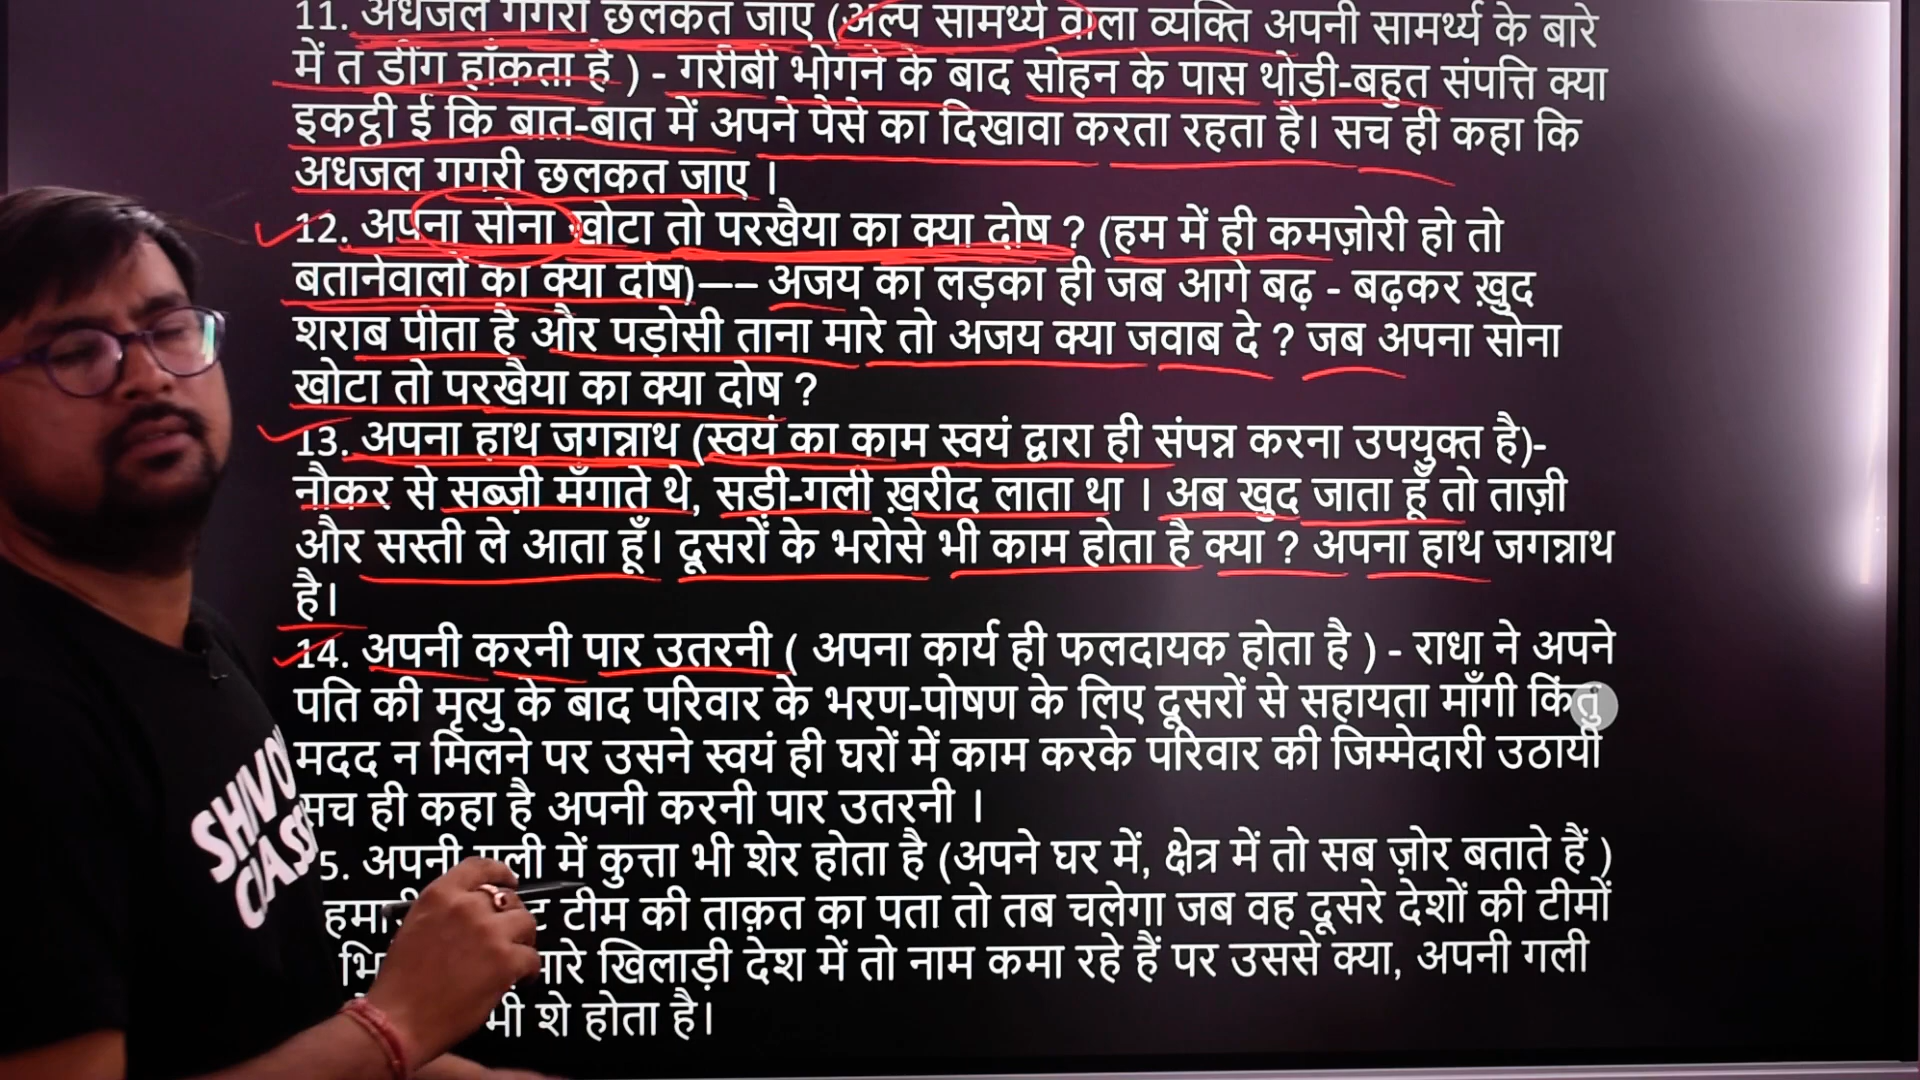 11. अधजल गगरी छलकत जाए (अल्प सामर्थ्य वाला व्यक्ति अपनी सामर्थ्य के बारे
में त डींग हाँकता है ) - गरीबी भोगने के बाद सोहन के पास थोड़ी-बहुत संपत्ति क्या
इकट्ठी ई कि बात-बात में अपने पैसे का दिखावा करता रहता है। सच ही कहा कि
अधजल गगरी छलकत जाए ।
12. अपना सोना खोटा तो परखैया का क्या दोष ? (हम में ही कमज़ोरी हो तो
बतानेवालों का क्या दोष)—– अजय का लड़का ही जब आगे बढ़ - बढ़कर ख़ुद
शराब पीता है और पड़ोसी ताना मारे तो अजय क्या जवाब दे ? जब अपना सोना
खोटा तो परखैया का क्या दोष ?
13. अपना हाथ जगन्नाथ (स्वयं का काम स्वयं द्वारा ही संपन्न करना उपयुक्त है)-
नौकर से सब्ज़ी मँगाते थे, सड़ी-गली ख़रीद लाता था । अब खुद जाता हूँ तो ताज़ी
और सस्ती ले आता हूँ। दूसरों के भरोसे भी काम होता है क्या ? अपना हाथ जगन्नाथ
है।
14. अपनी करनी पार उतरनी ( अपना कार्य ही फलदायक होता है ) - राधा ने अपने
पति की मृत्यु के बाद परिवार के भरण-पोषण के लिए दूसरों से सहायता माँगी किंतु
मदद न मिलने पर उसने स्वयं ही घरों में काम करके परिवार की जिम्मेदारी उठायी
सच ही कहा है अपनी करनी पार उतरनी ।
5. अपनी गली में कुत्ता भी शेर होता है (अपने घर में, क्षेत्र में तो सब ज़ोर बताते हैं )
टीम की ताक़त का पता तो तब चलेगा जब वह दूसरे देशों की टीमों
खिलाड़ी देश में तो नाम कमा रहे हैं पर उससे क्या, अपनी गली
भी शे होता है।